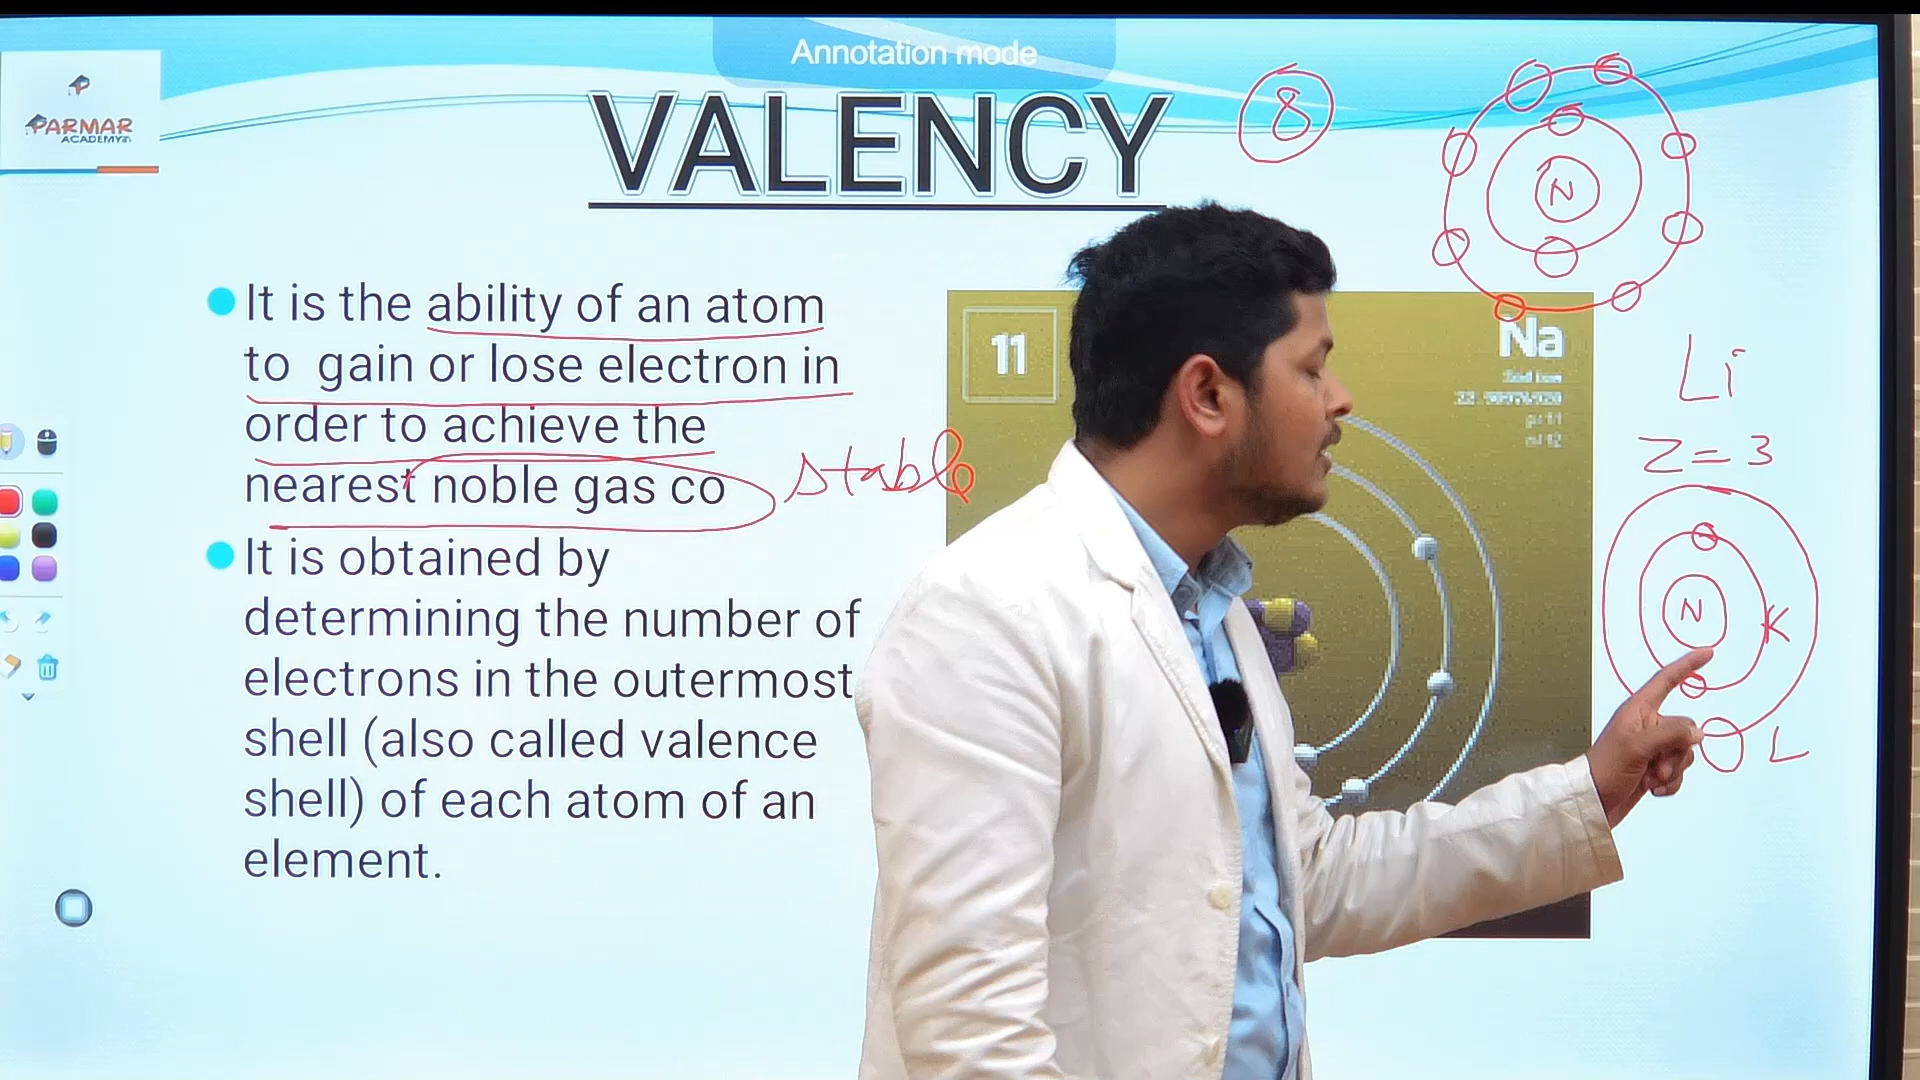 Annotation mode
PARMAR
ACADEMY
VALENCY
8
N
It is the ability of an atom
to gain or lose electron in
order to achieve the
nearest noble gas co
stable
It is obtained by
determining the number of
electrons in the outermost
shell (also called valence
shell) of each atom of an
element.
11
Na
Li
Z = 3
N
K
L